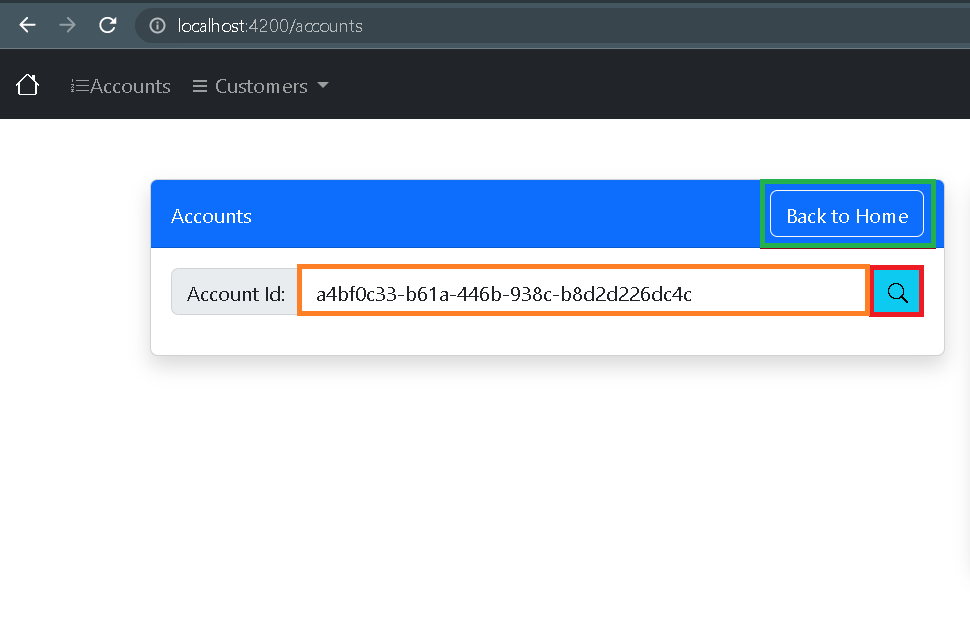 localhost:4200/accounts
Accounts Customers
Accounts Back to Home
Account Id: a4bf0c33-b61a-446b-938c-b8d2d226dc4c